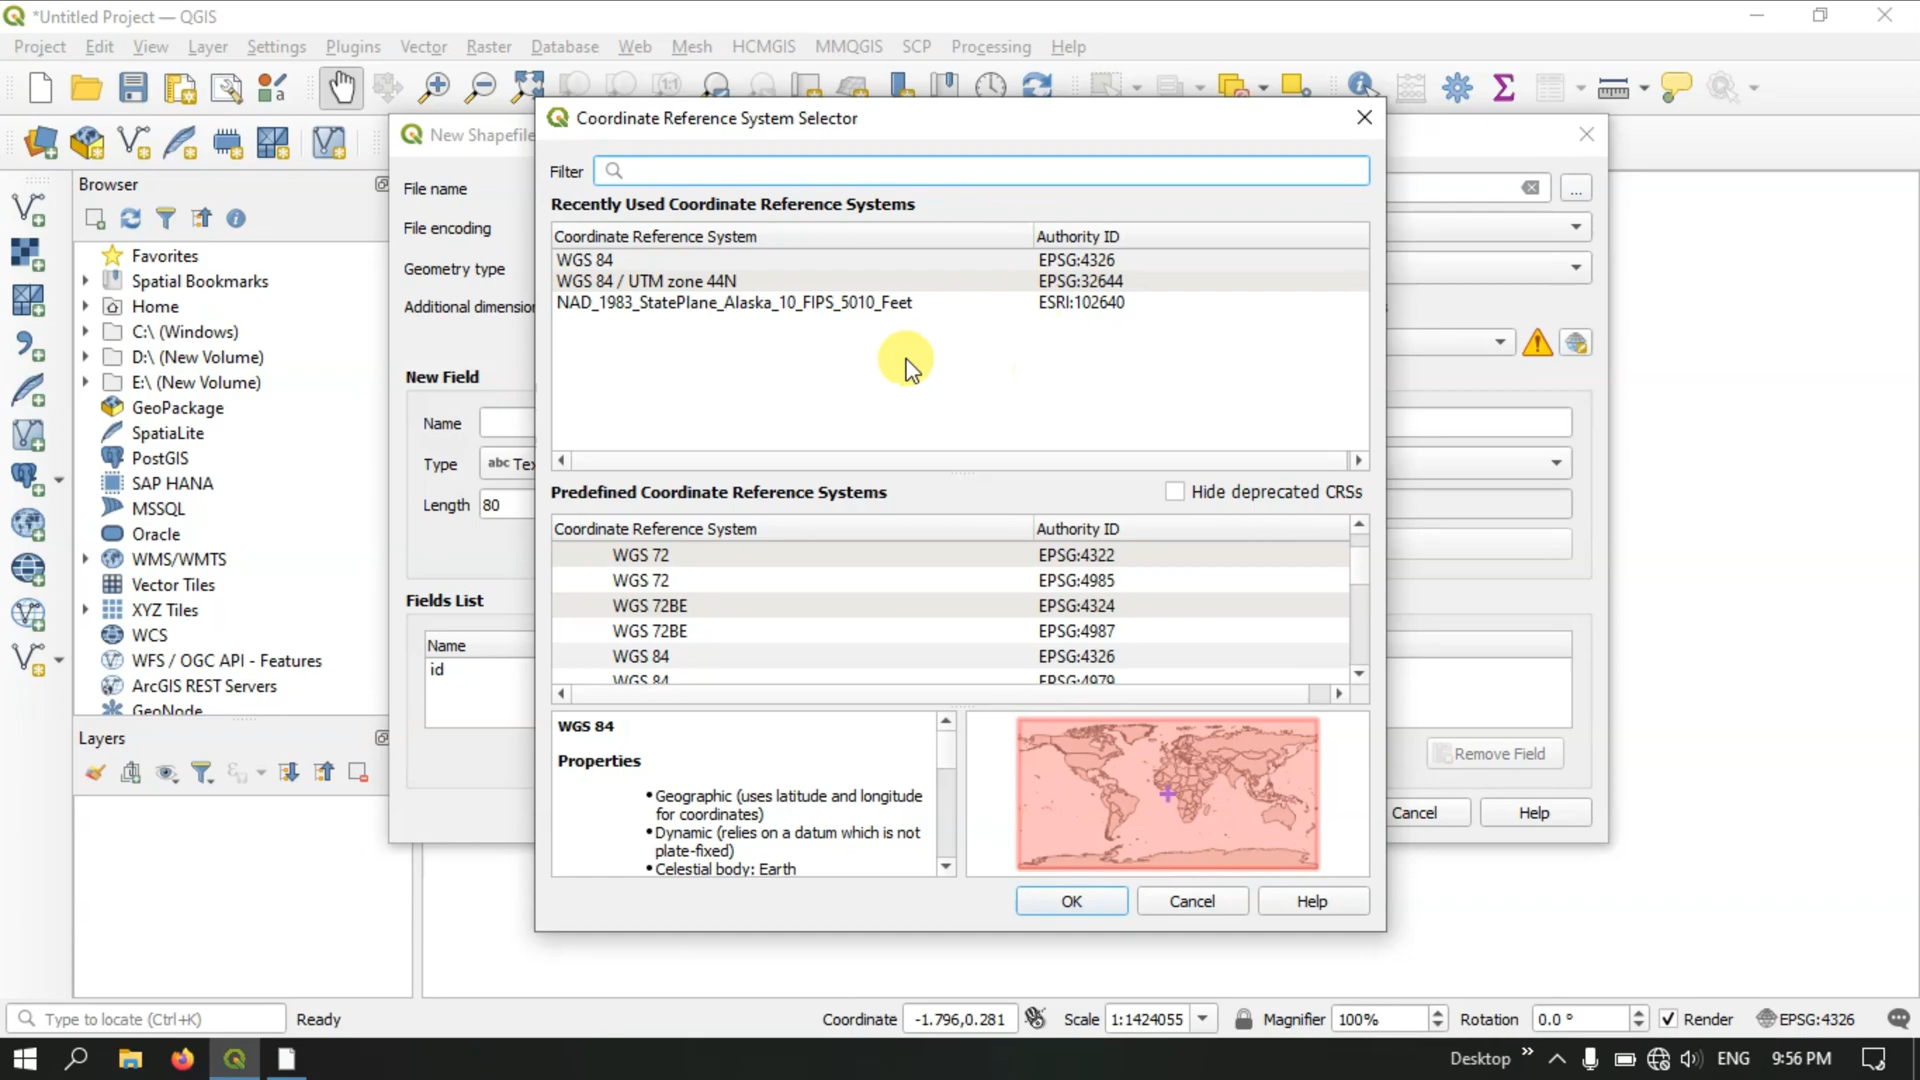 *Untitled Project — QGIS
Project Edit View Layer Settings Plugins Vector Raster Database Web Mesh HCMGIS MMQGIS SCP Processing Help
New Shapefile
Coordinate Reference System Selector
Filter
Recently Used Coordinate Reference Systems
Coordinate Reference System Authority ID
WGS 84 EPSG:4326
WGS 84 / UTM zone 44N EPSG:32644
NAD_1983_StatePlane_Alaska_10_FIPS_5010_Feet ESRI:102640
Predefined Coordinate Reference Systems Hide deprecated CRSs
Coordinate Reference System Authority ID
WGS 72 EPSG:4322
WGS 72 EPSG:4985
WGS 72BE EPSG:4324
WGS 72BE EPSG:4987
WGS 84 EPSG:4326
WGS 84 EPSG:4979
WGS 84
Properties
•Geographic (uses latitude and longitude
for coordinates)
•Dynamic (relies on a datum which is not
plate-fixed)
•Celestial body: Earth
OK Cancel Help
File name
...
File encoding
Geometry type
Additional dimension
New Field
Name
Type abc Tex
Length 80
Fields List
Name
id
Remove Field
Cancel Help
Browser
Favorites
Spatial Bookmarks
Home
C:\ (Windows)
D:\ (New Volume)
E:\ (New Volume)
GeoPackage
SpatiaLite
PostGIS
SAP HANA
MSSQL
Oracle
WMS/WMTS
Vector Tiles
XYZ Tiles
WCS
WFS / OGC API - Features
ArcGIS REST Servers
GeoNode
Layers
Type to locate (Ctrl+K) Ready Coordinate -1.796,0.281 Scale 1:1424055 Magnifier 100% Rotation 0.0 ° Render EPSG:4326
Desktop » ENG 9:56 PM